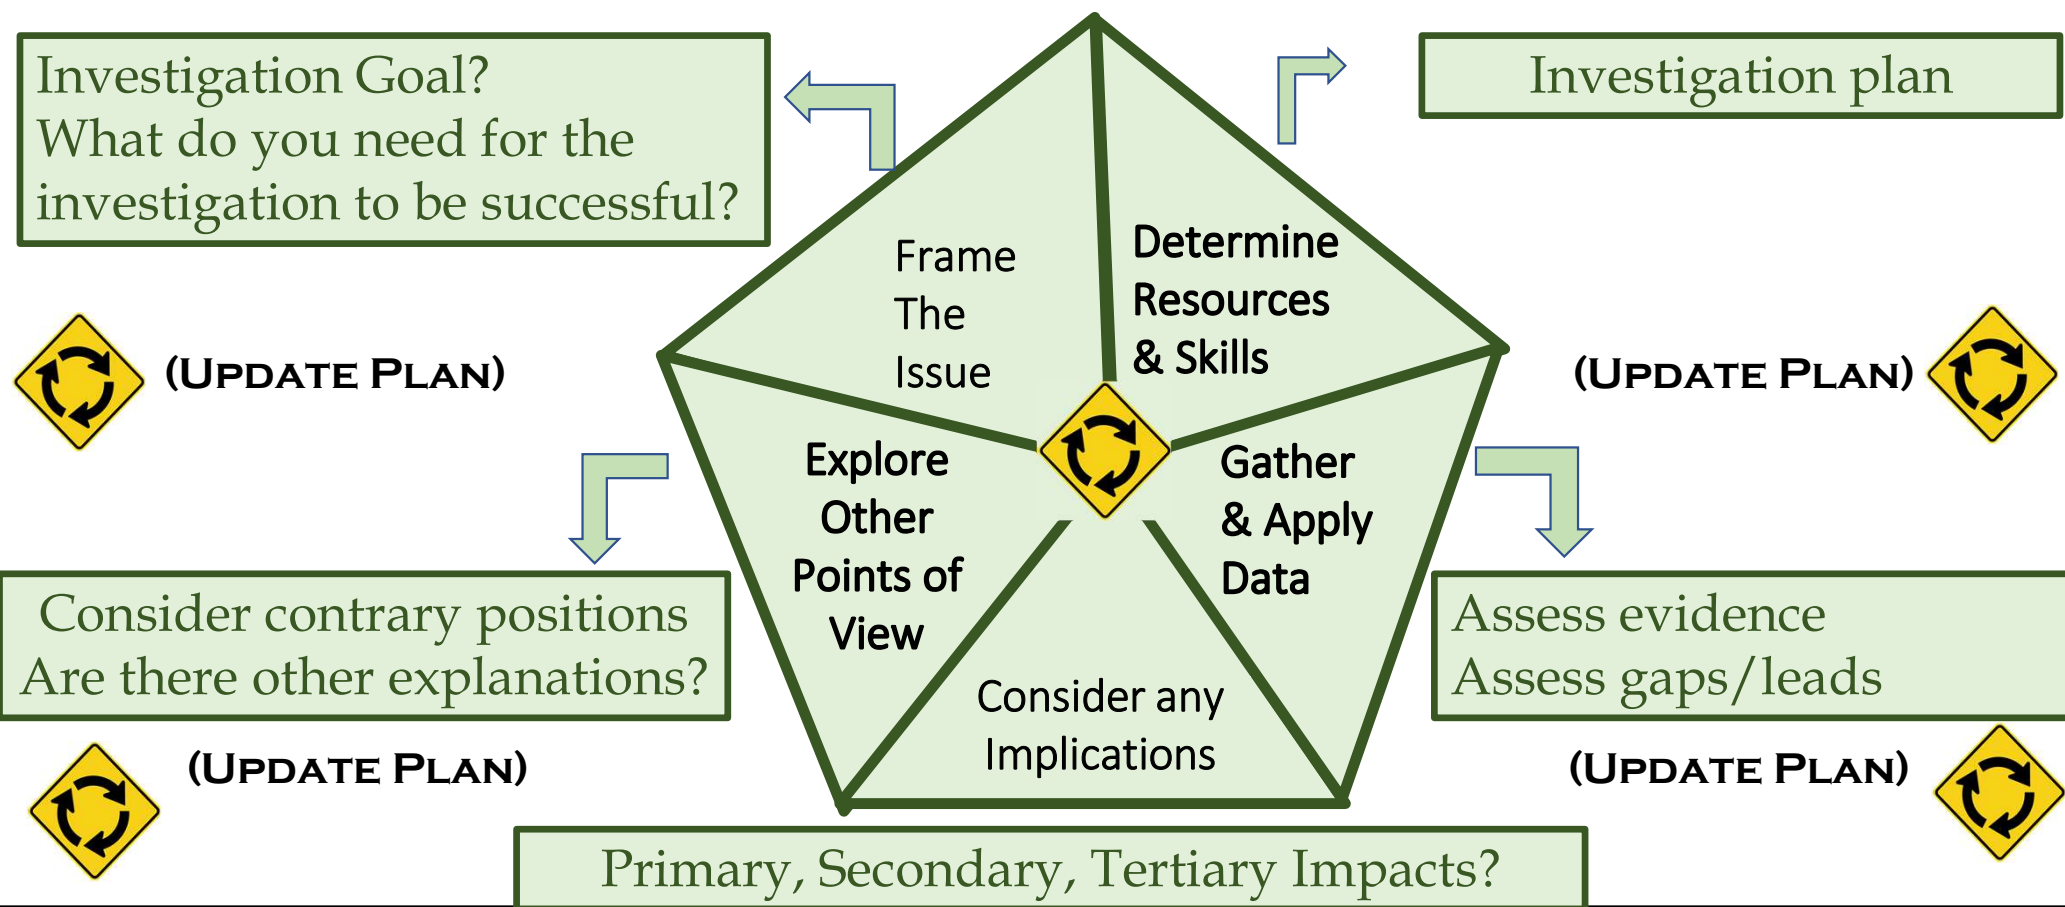 Investigation Goal?
What do you need for the
investigation to be successful?
Investigation plan
Frame
The
Issue
Determine
Resources
& Skills
(Update Plan)
(Update Plan)
Explore
Other
Points of
View
Gather
& Apply
Data
Consider contrary positions
Are there other explanations?
Assess evidence
Assess gaps/leads
Consider any
Implications
(Update Plan)
(Update Plan)
Primary, Secondary, Tertiary Impacts?